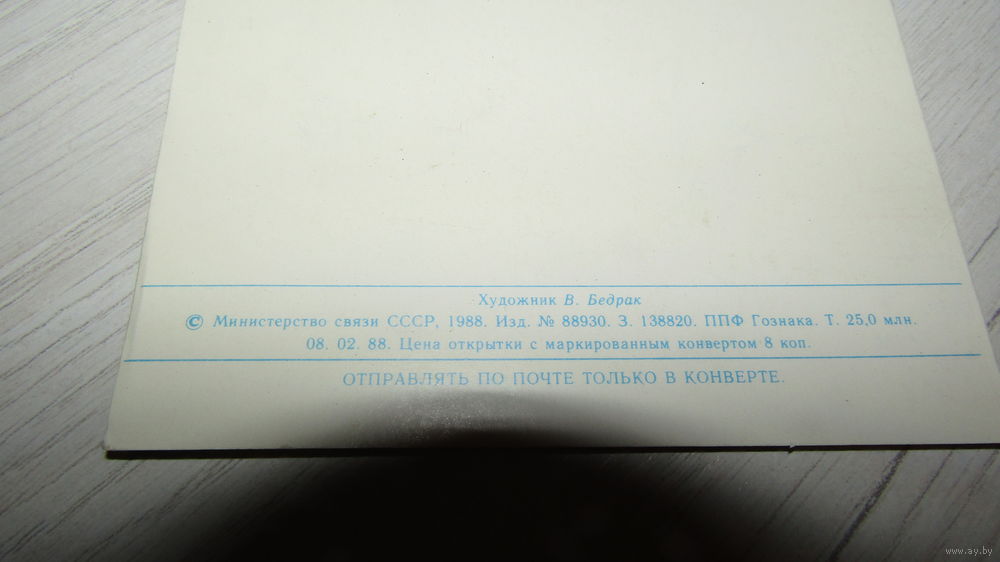 Художник В. Бедрак
© Министерство связи СССР, 1988. Изд. № 88930. З. 138820. ППФ Гознака. Т. 25,0 млн.
08. 02. 88. Цена открытки с маркированным конвертом 8 коп.
ОТПРАВЛЯТЬ ПО ПОЧТЕ ТОЛЬКО В КОНВЕРТЕ.
www.ay.by